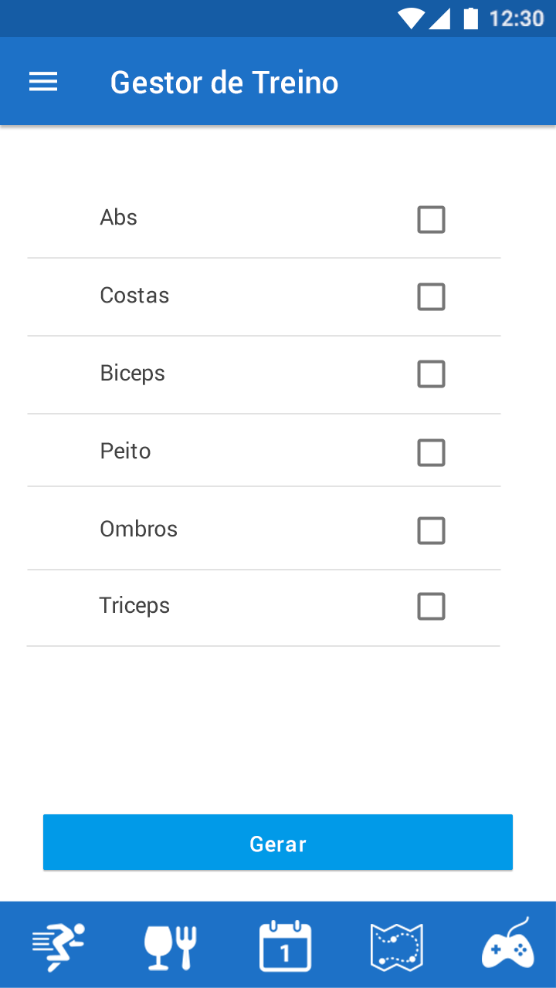 12:30
Gestor de Treino
Abs
Costas
Biceps
Peito
Ombros
Triceps
Gerar
1